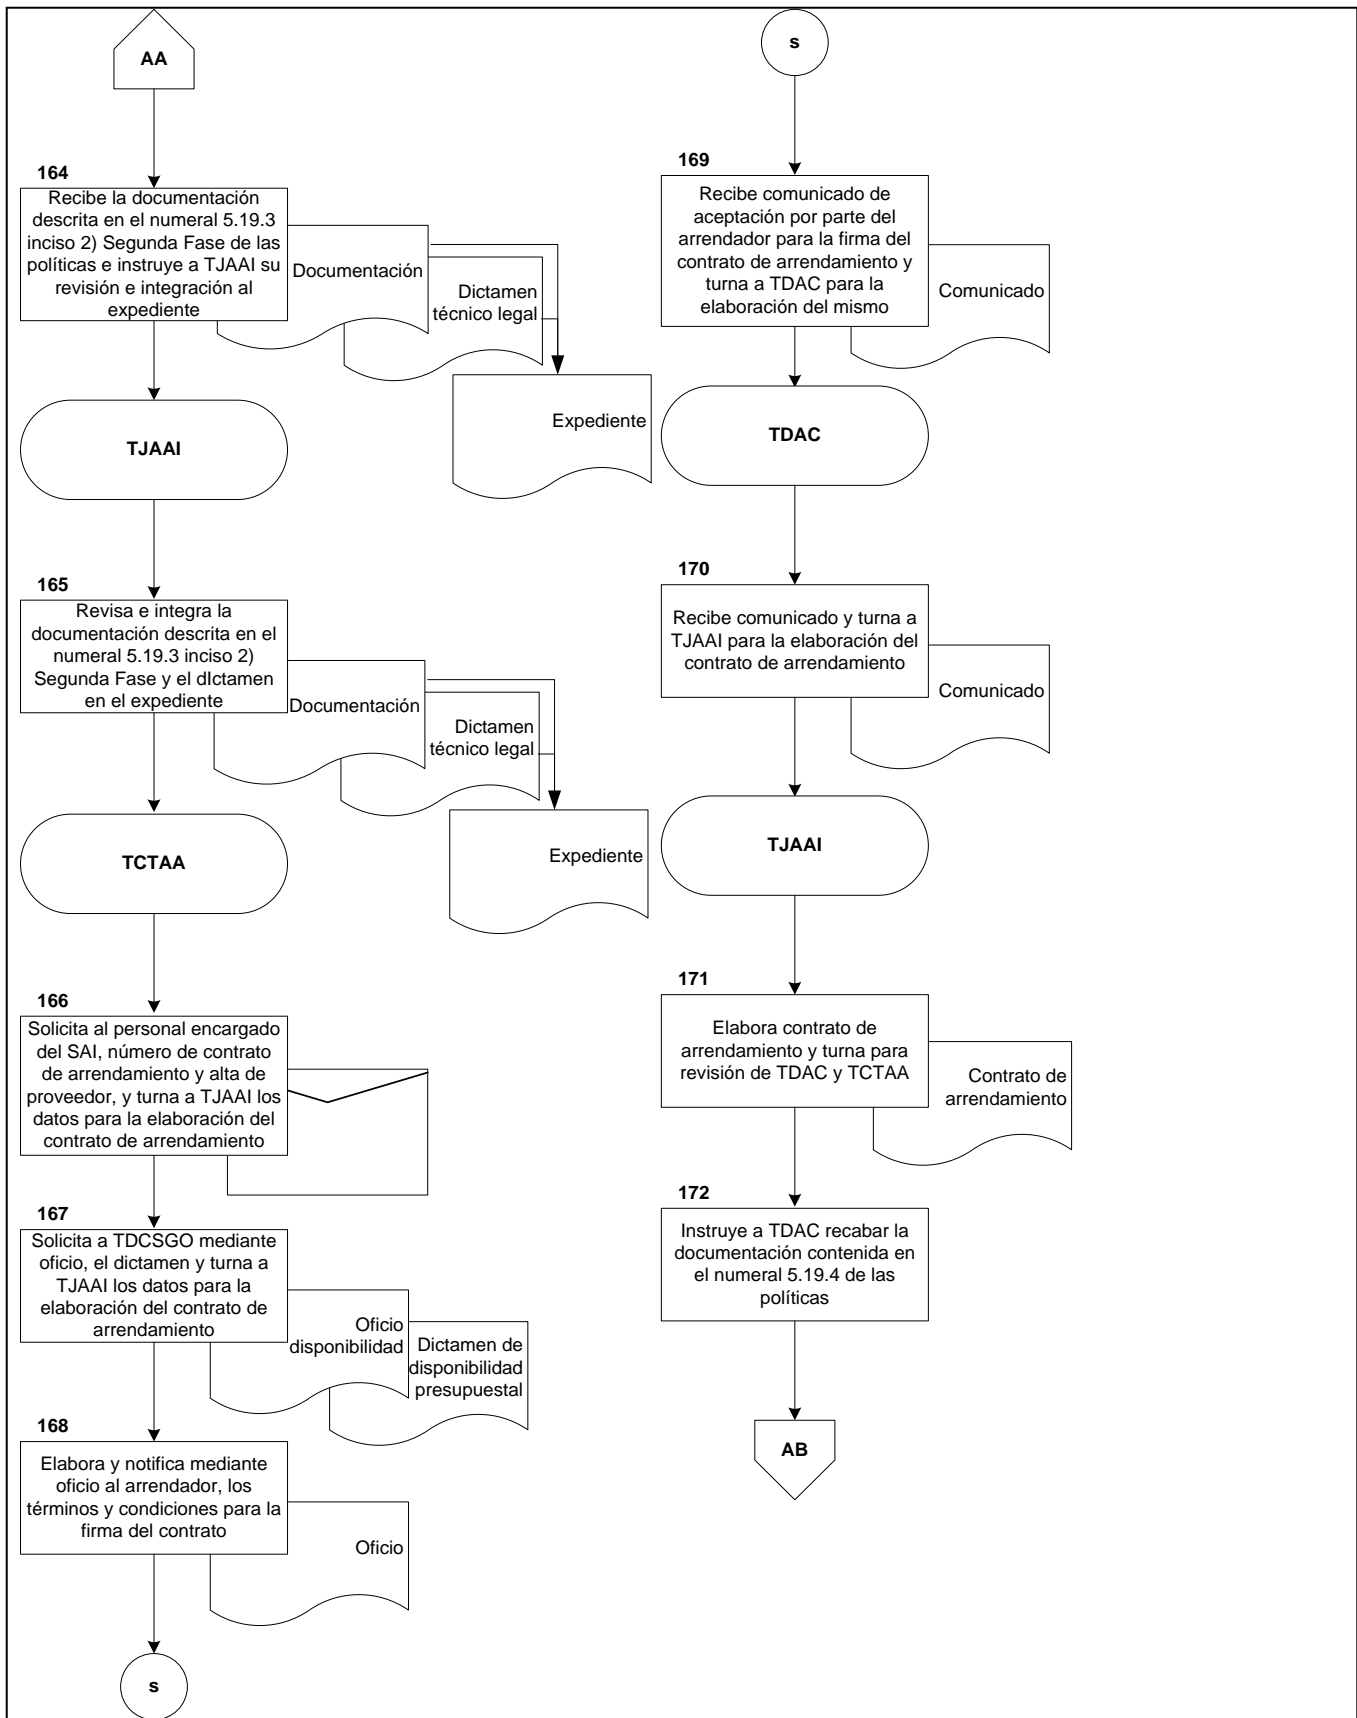 AA
164
Recibe la documentación
descrita en el numeral 5.19.3
inciso 2) Segunda Fase de las
políticas e instruye a TJAAI su
revisión e integración al
expediente
Documentación
Dictamen
técnico legal
Expediente
TJAAI
165
Revisa e integra la
documentación descrita en el
numeral 5.19.3 inciso 2)
Segunda Fase y el dIctamen
en el expediente
Documentación
Dictamen
técnico legal
Expediente
TCTAA
166
Solicita al personal encargado
del SAI, número de contrato
de arrendamiento y alta de
proveedor, y turna a TJAAI los
datos para la elaboración del
contrato de arrendamiento
167
Solicita a TDCSGO mediante
oficio, el dictamen y turna a
TJAAI los datos para la
elaboración del contrato de
arrendamiento
Oficio
disponibilidad
Dictamen de
disponibilidad
presupuestal
168
Elabora y notifica mediante
oficio al arrendador, los
términos y condiciones para la
firma del contrato
Oficio
s
s
169
Recibe comunicado de
aceptación por parte del
arrendador para la firma del
contrato de arrendamiento y
turna a TDAC para la
elaboración del mismo
Comunicado
TDAC
170
Recibe comunicado y turna a
TJAAI para la elaboración del
contrato de arrendamiento
Comunicado
TJAAI
171
Elabora contrato de
arrendamiento y turna para
revisión de TDAC y TCTAA
Contrato de
arrendamiento
172
Instruye a TDAC recabar la
documentación contenida en
el numeral 5.19.4 de las
políticas
AB